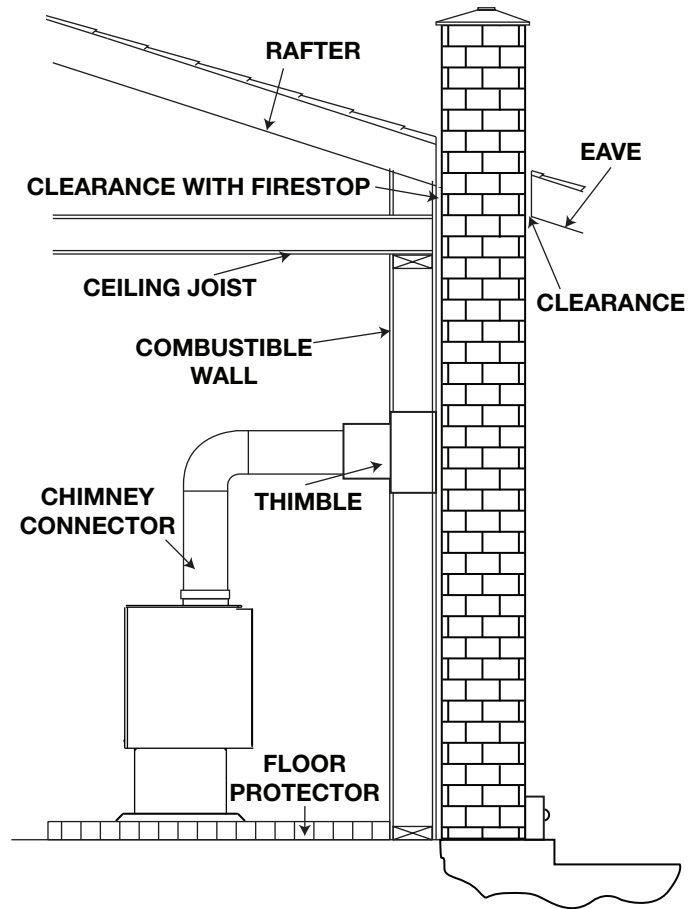 RAFTER
EAVE
CLEARANCE WITH FIRESTOP
CEILING JOIST
CLEARANCE
COMBUSTIBLE
WALL
CHIMNEY
CONNECTOR
THIMBLE
FLOOR
PROTECTOR